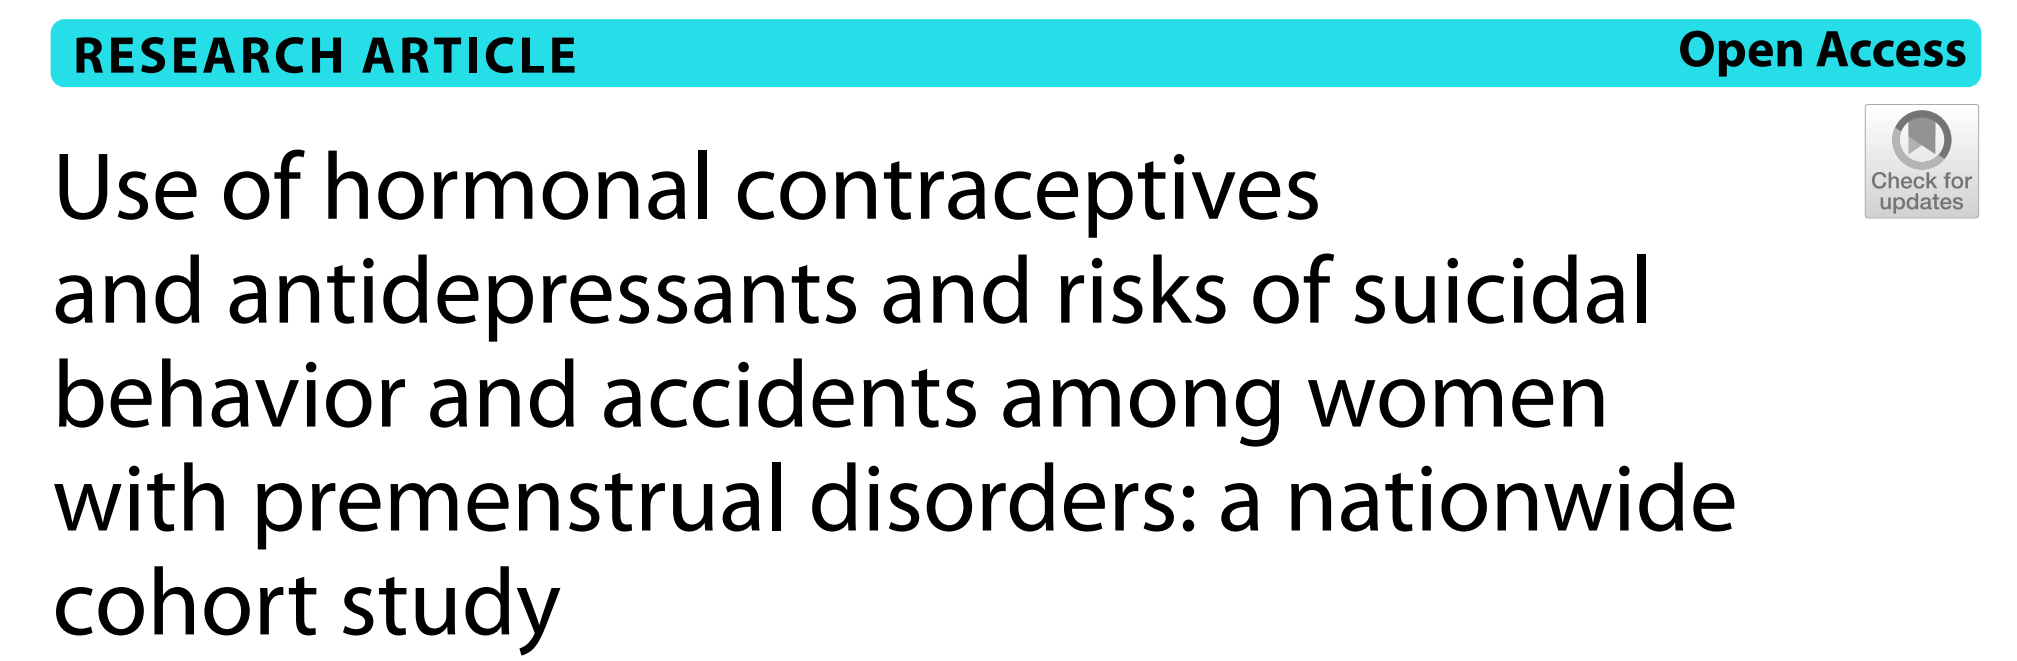 RESEARCH ARTICLE
Open Access
Check for
updates
Use of hormonal contraceptives
and antidepressants and risks of suicidal
behavior and accidents among women
with premenstrual disorders: a nationwide
cohort study